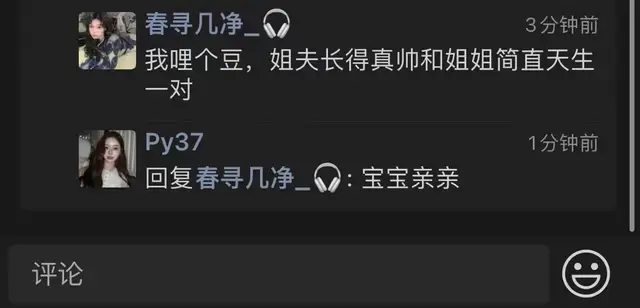 春寻几净_🎧 3分钟前
我哩个豆，姐夫长得真帅和姐姐简直天生
一对
Py37 1分钟前
回复春寻几净_🎧: 宝宝亲亲
评论